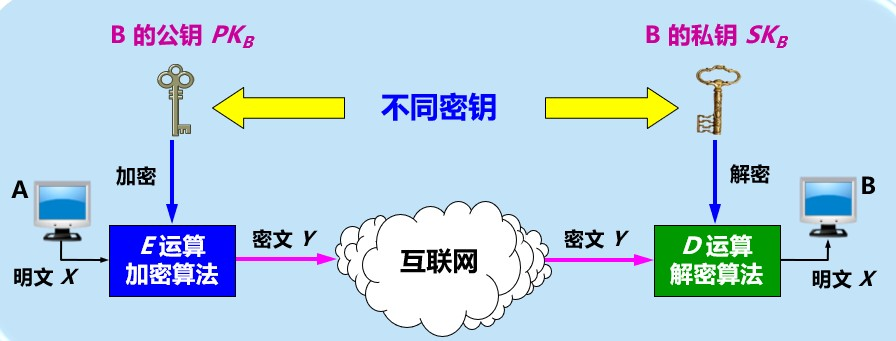 B 的公钥 PKB
B 的私钥 SKB
不同密钥
加密
解密
A
B
E 运算
加密算法
密文 Y
互联网
密文 Y
D 运算
解密算法
明文 X
明文 X